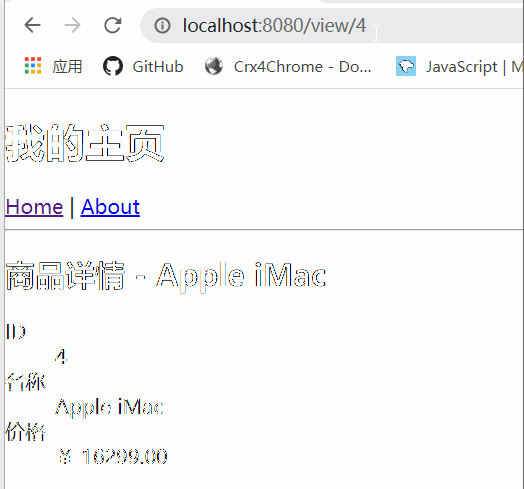 localhost:8080/view/4
应用 GitHub Crx4Chrome - Do... JavaScript | M
我的主页
Home | About
商品详情 - Apple iMac
ID
4
名称
Apple iMac
价格
￥ 16299.00